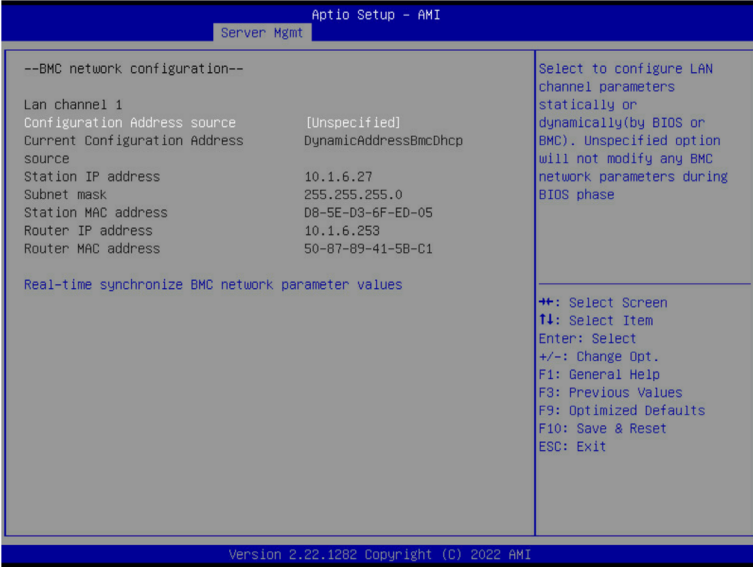 Aptio Setup - AMI
Server Mgmt
--BMC network configuration--
Lan channel 1
Configuration Address source [Unspecified]
Current Configuration Address DynamicAddressBmcDhcp
source
Station IP address 10.1.6.27
Subnet mask 255.255.255.0
Station MAC address D8-5E-D3-6F-ED-05
Router IP address 10.1.6.253
Router MAC address 50-87-89-41-5B-C1
Real-time synchronize BMC network parameter values
Select to configure LAN
channel parameters
statically or
dynamically(by BIOS or
BMC). Unspecified option
will not modify any BMC
network parameters during
BIOS phase
→←: Select Screen
↑↓: Select Item
Enter: Select
+/-: Change Opt.
F1: General Help
F3: Previous Values
F9: Optimized Defaults
F10: Save & Reset
ESC: Exit
Version 2.22.1282 Copyright (C) 2022 AMI